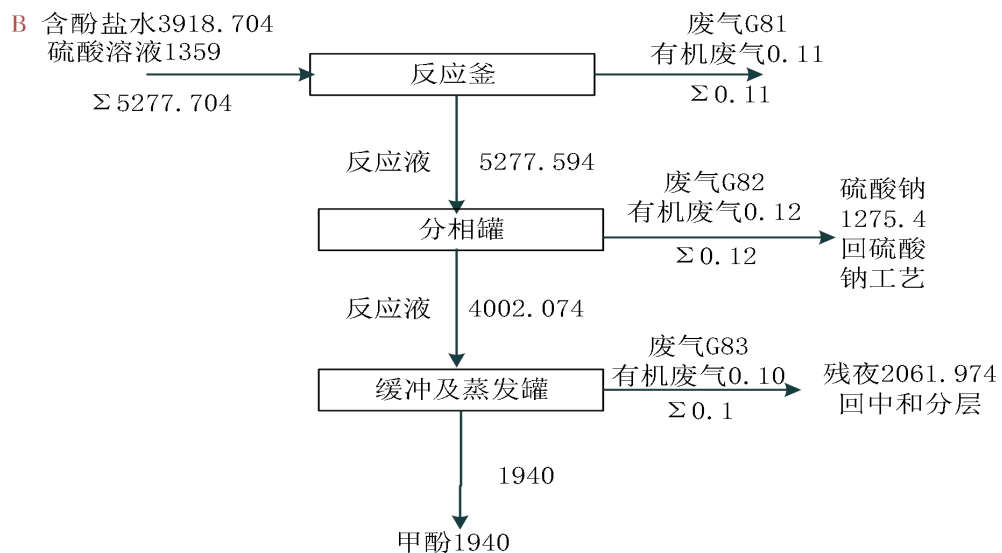 B 含酚盐水3918.704
硫酸溶液1359
Σ5277.704
反应釜
废气G81
有机废气0.11
Σ0.11
反应液 5277.594
分相罐
废气G82
有机废气0.12
Σ0.12
硫酸钠
1275.4
回硫酸
钠工艺
反应液 4002.074
缓冲及蒸发罐
废气G83
有机废气0.10
Σ0.1
残夜2061.974
回中和分层
1940
甲酚1940